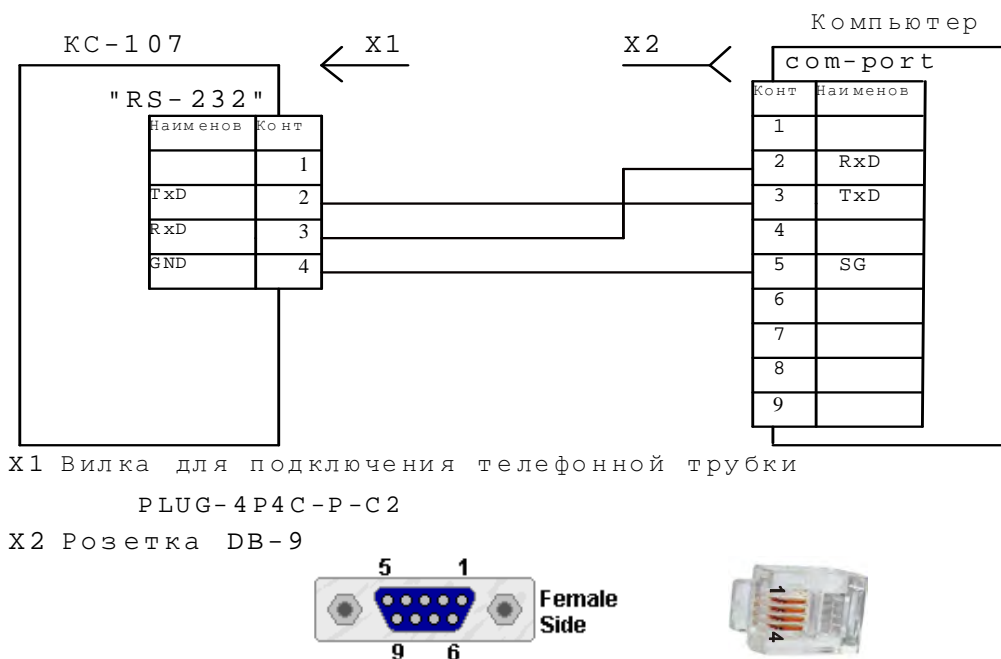 Компьютер
КС-107
X1
X2
com-port
"RS-232"
Конт Наименов
Наименов Конт
1
1
2 RxD
TxD 2
3 TxD
RxD 3
4
GND 4
5 SG
6
7
8
9
X1 Вилка для подключения телефонной трубки
PLUG-4P4C-P-C2
X2 Розетка DB-9
5 1
Female
Side
9 6
1
4